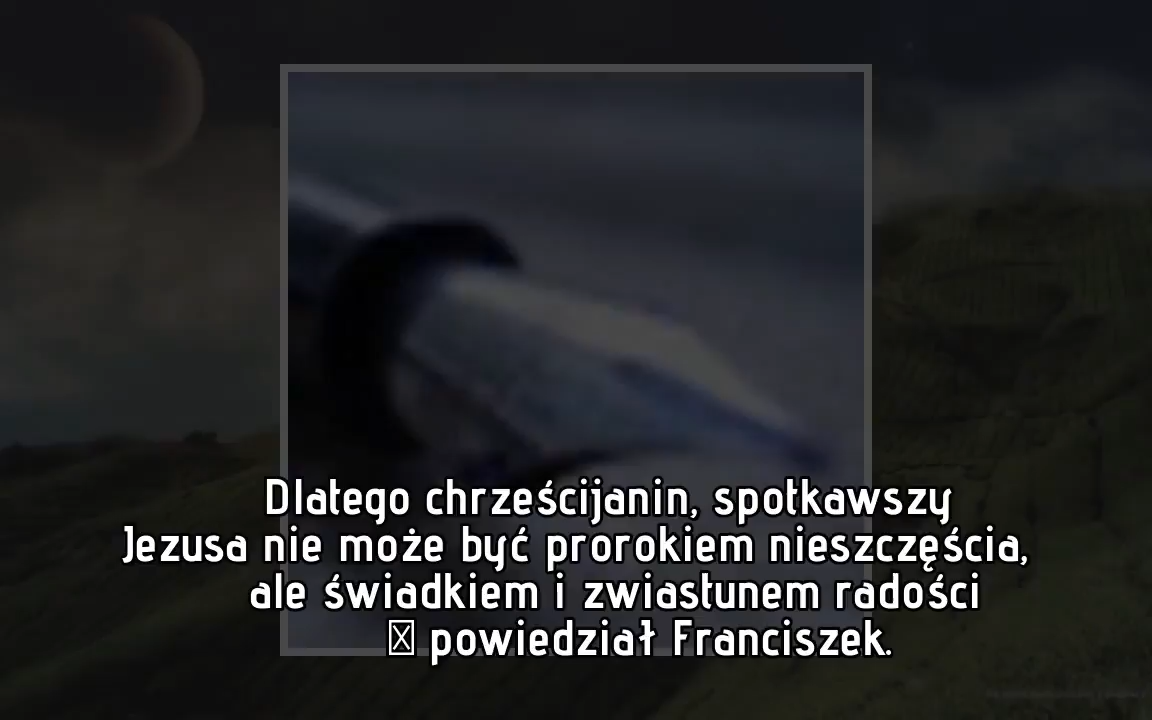 Dlatego chrześcijanin, spotkawszy
Jezusa nie może być prorokiem nieszczęścia,
ale świadkiem i zwiastunem radości
powiedział Franciszek.